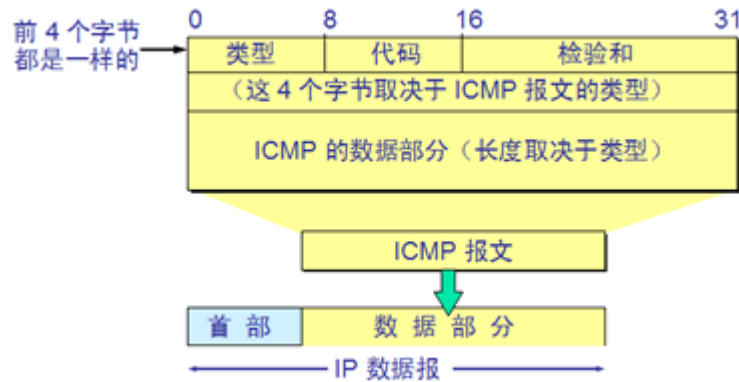 0 8 16 31
前 4 个字节
都是一样的
类型 代码 检验和
（这 4 个字节取决于 ICMP 报文的类型）
ICMP 的数据部分（长度取决于类型）
ICMP 报文
首 部 数 据 部 分
IP 数据报